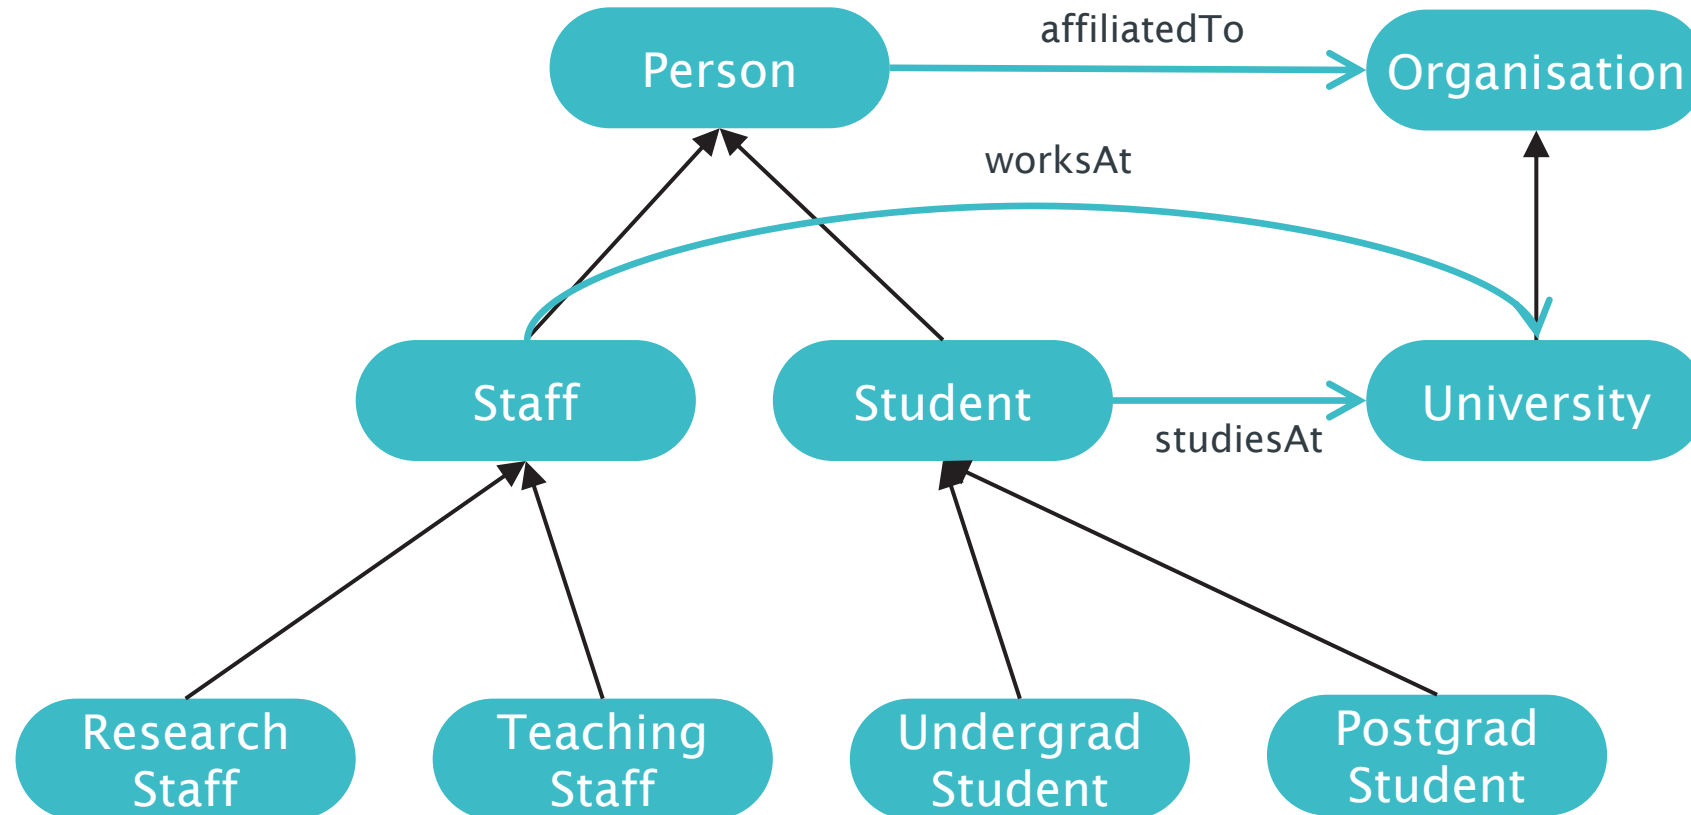 affiliatedTo
Person
Organisation
worksAt
Staff
Student
University
studiesAt
Research
Staff
Teaching
Staff
Undergrad
Student
Postgrad
Student